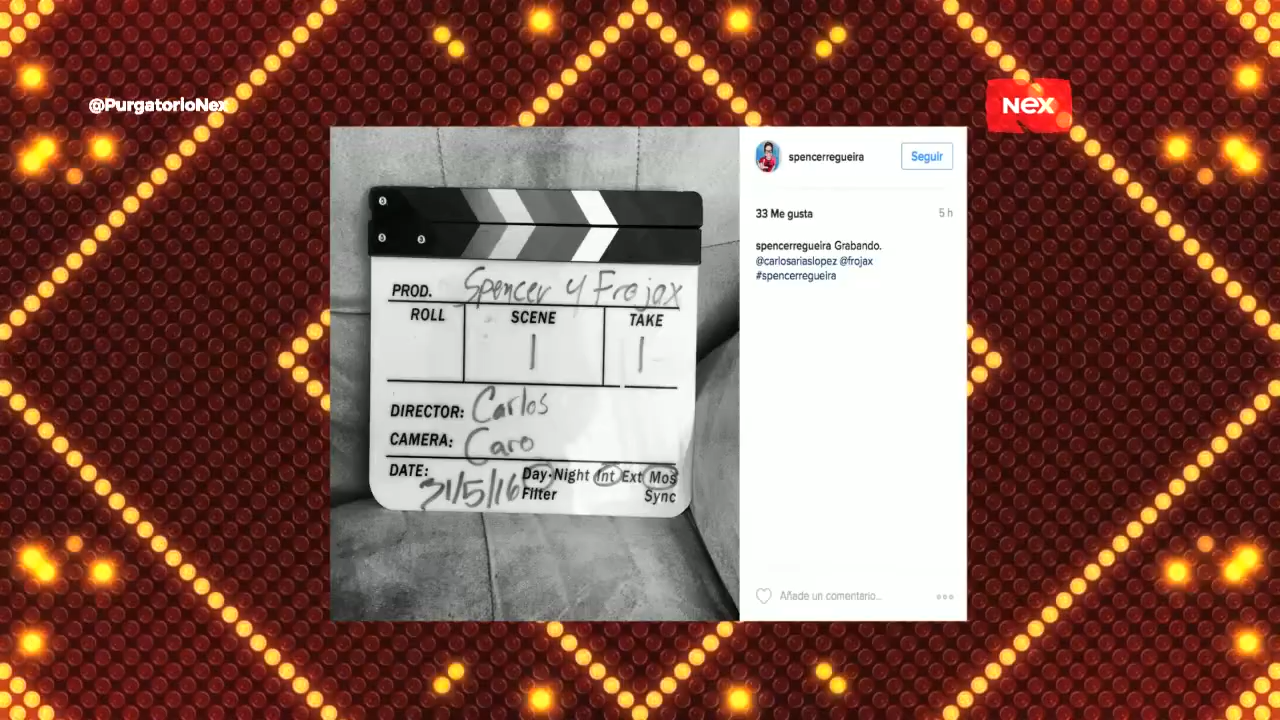 @PurgatorioNex
NEX
PROD. Spencer y Frojax
ROLL SCENE TAKE
1 1
DIRECTOR: Carlos
CAMERA: Caro
DATE: 31/5/16
Day·Night Int Ext Mos
Filter Sync
spencerregueira
Seguir
33 Me gusta 5 h
spencerregueira Grabando.
@carlosariaslopez @frojax
#spencerregueira
Añade un comentario...